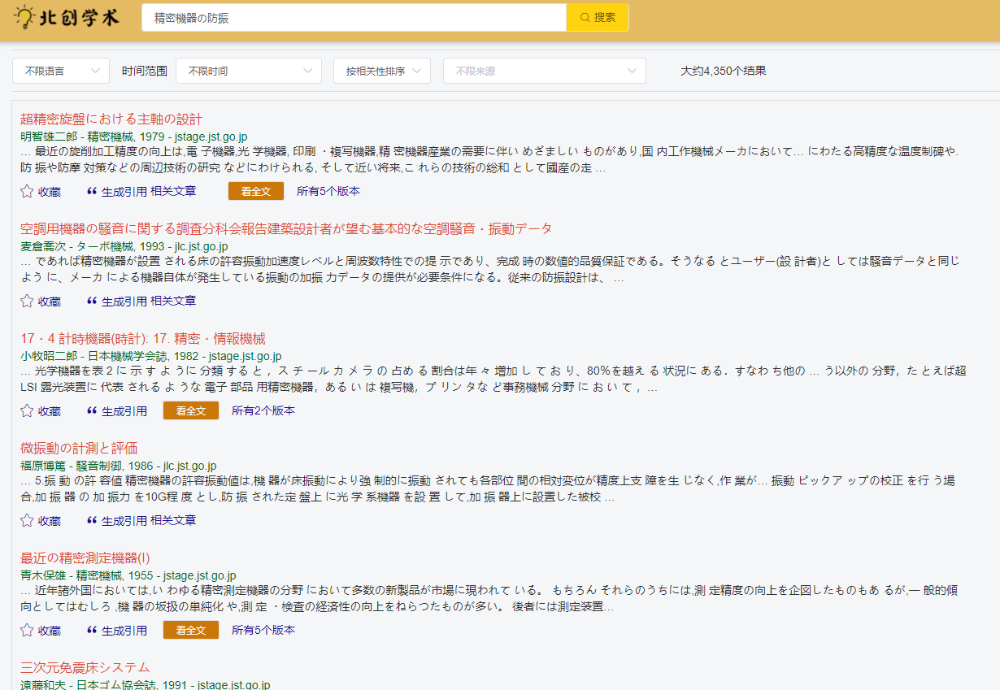 北创学术
精密機器の防振
搜索
不限语言
时间范围
不限时间
按相关性排序
不限来源
大约4,350个结果
超精密旋盤における主軸の設計
明智雄二郎 - 精密機械, 1979 - jstage.jst.go.jp
… 最近の旋削加工精度の向上は,電 子機器,光 学機器, 印刷 ・複写機器,精 密機器産業の需要に伴い めざましい ものがあり,国 内工作機械メーカにおいて… にわたる高精度な温度制碑や.
防 振や防摩 対策などの周辺技術の研究 などにわけられる, そして近い将来,こ れらの技術の総和 として國産の走 …
收藏
生成引用 相关文章
看全文
所有5个版本
空調用機器の騒音に関する調査分科会報告建築設計者が望む基本的な空調騒音・振動データ
麦倉喬次 - ターボ機械, 1993 - jlc.jst.go.jp
… であれば精密機器が設置 される床の許容振動加速度レベルと周波数特性での提 示であり、完成 時の数値的品質保証である。そうなる とユーザー(設 計者)と しては騒音データと同じ
よう に、メーカ による機器自体が発生している振動の加振 力データの提供が必要条件になる。従来の防振設計は、 …
收藏
生成引用 相关文章
17・4 計時機器(時計): 17. 精密・情報機械
小牧昭二郎 - 日本機械学会誌, 1982 - jstage.jst.go.jp
… 光学機器を表 2 に 示 す よ うに 分類 する と ，ス チ ール カ メ ラ の 占め る 割合は年 々 増加 し て お り、80％を越え る 状況に ある．すなわ ち他の … う以外の 分野，た とえば超
LSI 露光装置に 代表 される よ うな 電子 部品 用精密機器，ある い は 複写機，プ リン タな ど事務機械 分野 に お い て ，…
收藏
生成引用
看全文
所有2个版本
微振動の計測と評価
福原博篤 - 騒音制御, 1986 - jlc.jst.go.jp
… 5.振 動 の許 容値 精密機器の許容振動値は,機 器が床振動により強 制的に振動 されても各部位 間の相対変位が精度上支 障を生 じなく,作 業が… 振動 ピックア ップの校正 を行 う場
合,加 振 器 の 加 振力 を10G程 度 とし,防 振 された定 盤上 に光 学 系機器 を設 置 して,加 振 器上に設置した被校 …
收藏
生成引用 相关文章
最近の精密測定機器(I)
青木保雄 - 精密機械, 1955 - jstage.jst.go.jp
… 近年諸外国においては,い わゆる精密測定機器の分野 において多数の新製品が市場に現われて いる。 もちろん それらのうちには,測 定精度の向上を企図したものもあ るが,一 般的傾
向としてはむしろ ,機 器の坂扱の単純化 や,測 定 ・検査の経済性の向上をねらつたものが多い。 後者には測定装置…
收藏
生成引用
看全文
所有5个版本
三次元免震床システム
遠藤和夫 - 日本ゴム協会誌, 1991 - jstage.jst.go.jp